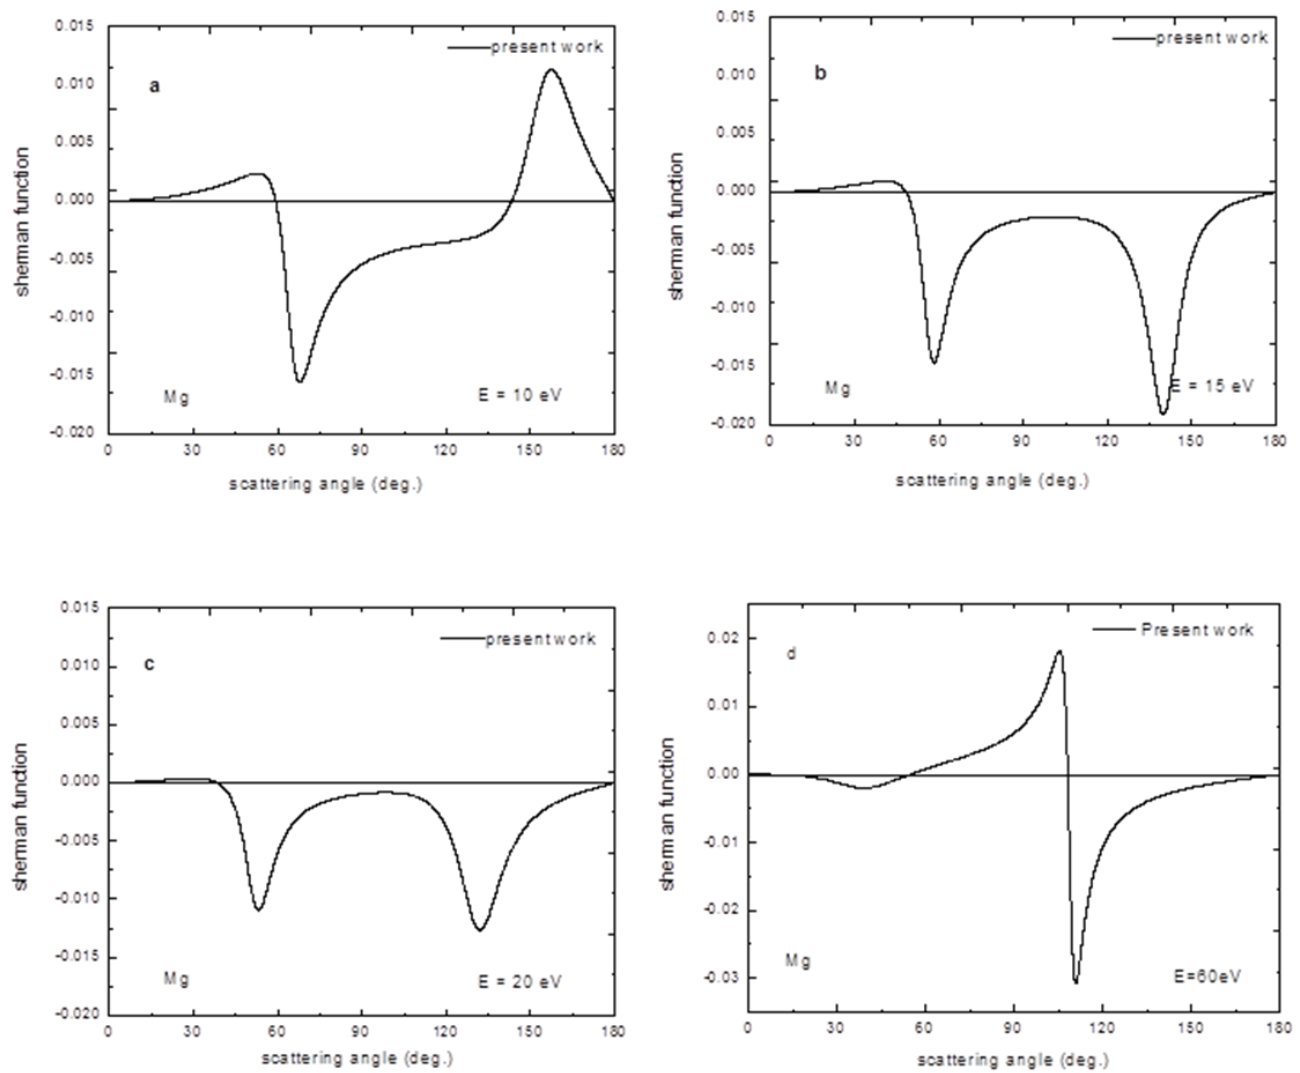 0.015
present work
0.010
a
0.005
0.000
-0.005
-0.010
-0.015
Mg
E = 10 eV
-0.020
0 30 60 90 120 150 180
scattering angle (deg.)
sherman function
0.015
present work
0.010
b
0.005
0.000
-0.005
-0.010
-0.015
Mg
E = 15 eV
-0.020
0 30 60 90 120 150 180
scattering angle (deg.)
sherman function
0.015
present work
0.010
c
0.005
0.000
-0.005
-0.010
-0.015
Mg
E = 20 eV
-0.020
0 30 60 90 120 150 180
scattering angle (deg.)
sherman function
0.02
Present work
d
0.01
0.00
-0.01
-0.02
Mg
-0.03
E=60eV
0 30 60 90 120 150 180
scattering angle (deg.)
sherm an function